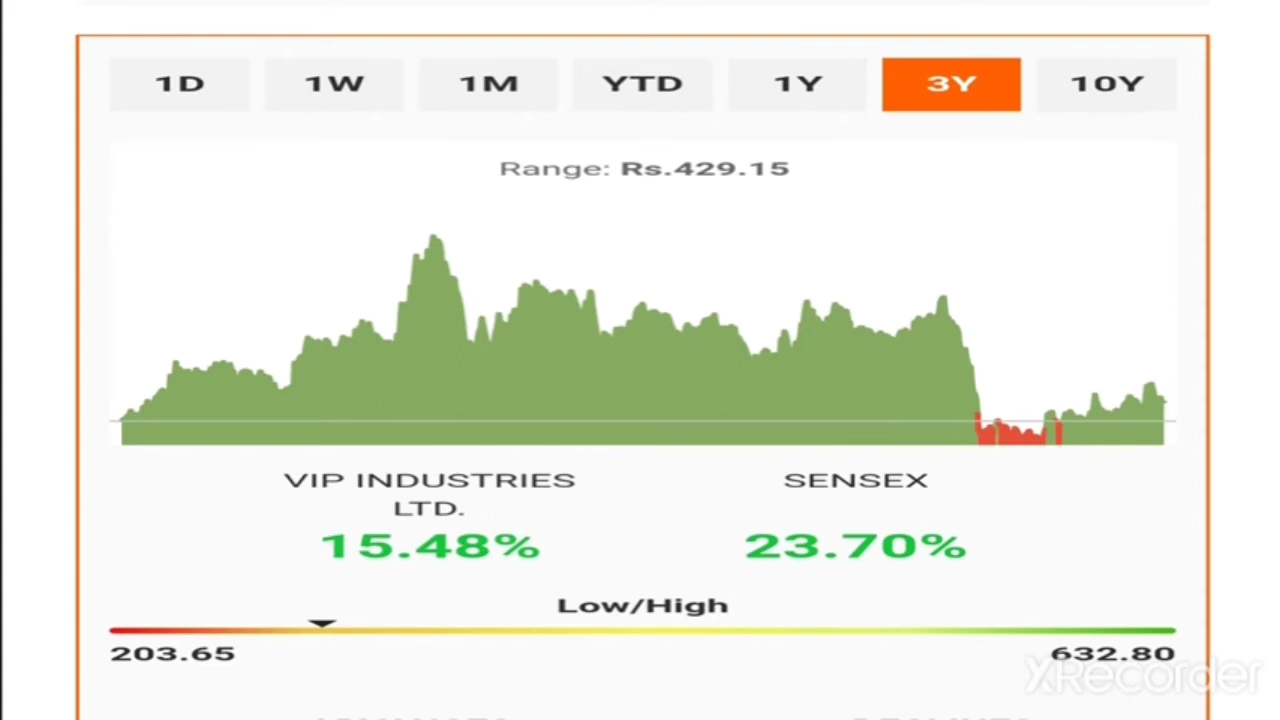 1D 1W 1M YTD 1Y 3Y 10Y
Range: Rs.429.15
VIP INDUSTRIES LTD.
SENSEX
15.48%
23.70%
Low/High
203.65
632.80
XRecorder